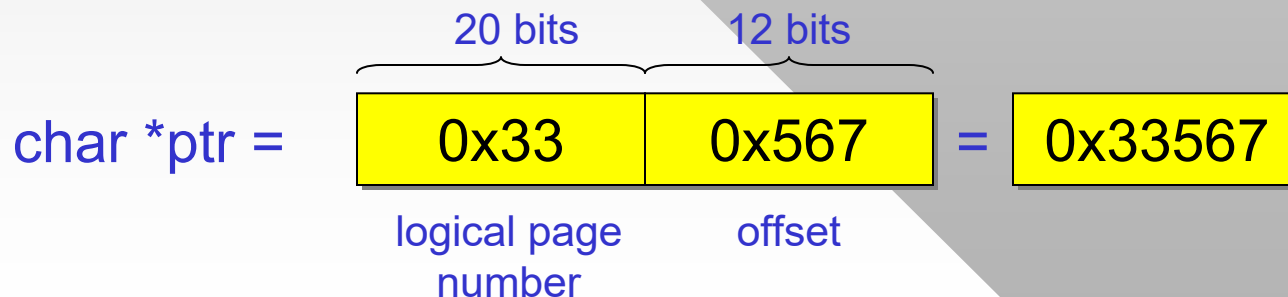 20 bits 12 bits
char *ptr = 0x33 0x567 = 0x33567
logical page offset
number